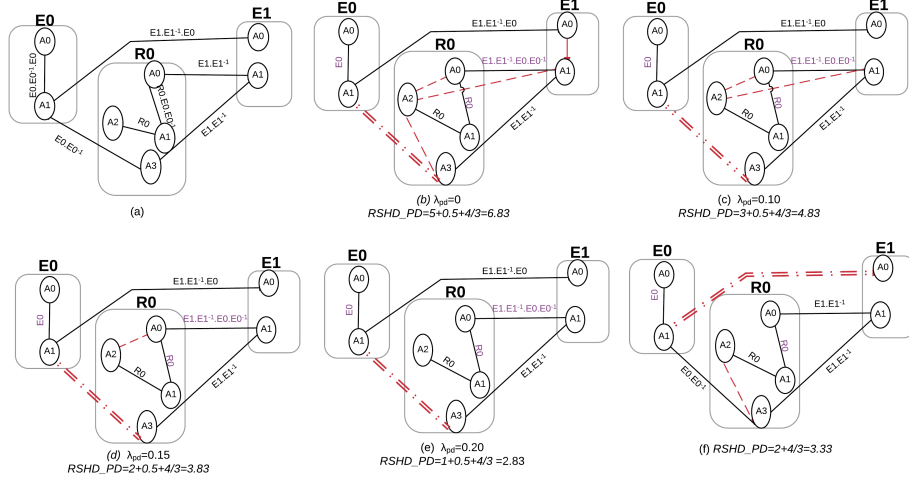 E0
E1
A0
A0
E1.E1⁻¹.E0
E0.E0⁻¹.E0
R0
A0
E1.E1⁻¹
A1
A1
R0.E0.E0⁻¹
A2
R0
A1
E0.E0⁻¹
E1.E1⁻¹
A3
(a)
E0
E1
A0
A0
E1.E1⁻¹.E0
E0
R0
A0
E1.E1⁻¹.E0.E0⁻¹
A1
A1
A2
R0
R0
A1
E1.E1⁻¹
A3
(b) λpd=0
RSHD_PD=5+0.5+4/3=6.83
E0
E1
A0
A0
E1.E1⁻¹.E0
E0
R0
A0
E1.E1⁻¹.E0.E0⁻¹
A1
A1
A2
R0
R0
A1
E1.E1⁻¹
A3
(c) λpd=0.10
RSHD_PD=3+0.5+4/3=4.83
E0
E1
A0
A0
E1.E1⁻¹.E0
E0
R0
A0
E1.E1⁻¹.E0.E0⁻¹
A1
A1
A2
R0
R0
A1
E1.E1⁻¹
A3
(d) λpd=0.15
RSHD_PD=2+0.5+4/3=3.83
E0
E1
A0
A0
E1.E1⁻¹.E0
E0
R0
A0
E1.E1⁻¹.E0.E0⁻¹
A1
A1
A2
R0
R0
A1
E1.E1⁻¹
A3
(e) λpd=0.20
RSHD_PD=1+0.5+4/3 =2.83
E0
E1
A0
A0
E0
R0
A0
E1.E1⁻¹
A1
A1
A2
R0
R0
A1
E0.E0⁻¹
E1.E1⁻¹
A3
(f) RSHD_PD=2+4/3=3.33